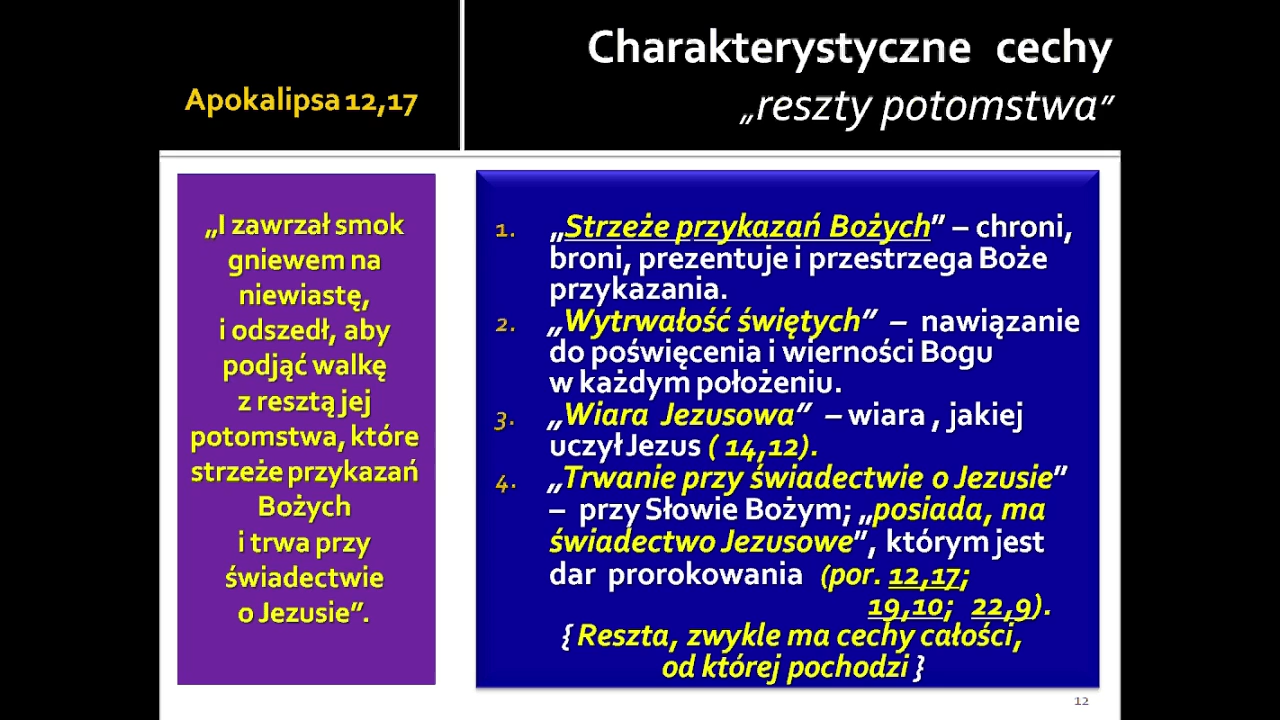 Apokalipsa 12,17
Charakterystyczne cechy
„reszty potomstwa”
„I zawrzał smok
gniewem na
niewiastę,
i odszedł, aby
podjąć walkę
z resztą jej
potomstwa, które
strzeże przykazań
Bożych
i trwa przy
świadectwie
o Jezusie”.
1. „Strzeże przykazań Bożych” – chroni,
broni, prezentuje i przestrzega Boże
przykazania.
2. „Wytrwałość świętych” – nawiązanie
do poświęcenia i wierności Bogu
w każdym położeniu.
3. „Wiara Jezusowa” – wiara , jakiej
uczył Jezus ( 14,12).
4. „Trwanie przy świadectwie o Jezusie”
– przy Słowie Bożym; „posiada, ma
świadectwo Jezusowe”, którym jest
dar prorokowania (por. 12,17;
19,10; 22,9).
{ Reszta, zwykle ma cechy całości,
od której pochodzi }
12